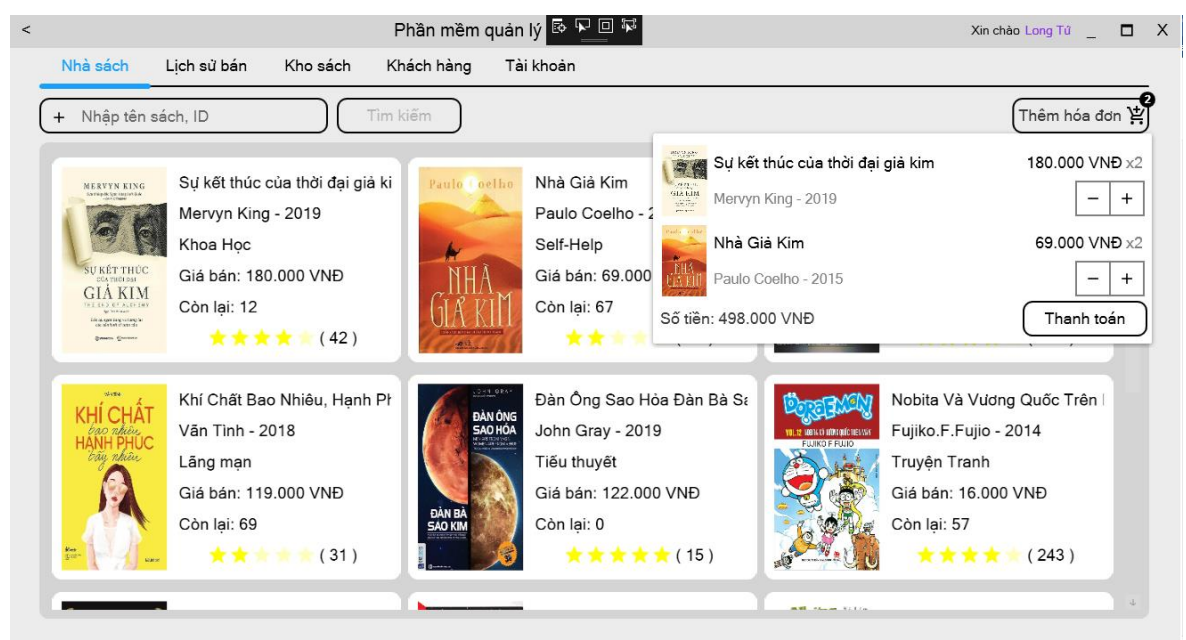 <
Phần mềm quản lý
Xin chào Long Tứ _ X
Nhà sách Lịch sử bán Kho sách Khách hàng Tài khoản
+ Nhập tên sách, ID
Tìm kiếm
Thêm hóa đơn
2
MERVYN KING
SỰ KẾT THÚC
CỦA THỜI ĐẠI
GIẢ KIM
THE END OF ALCHEMY
Sự kết thúc của thời đại giả ki
Mervyn King - 2019
Khoa Học
Giá bán: 180.000 VNĐ
Còn lại: 12
( 42 )
Paulo Coelho
NHÀ
GIẢ KIM
Nhà Giả Kim
Paulo Coelho - 2
Self-Help
Giá bán: 69.000
Còn lại: 67
Sự kết thúc của thời đại giả kim
180.000 VNĐ x2
Mervyn King - 2019
− +
Nhà Giả Kim
69.000 VNĐ x2
Paulo Coelho - 2015
− +
Số tiền: 498.000 VNĐ
Thanh toán
KHÍ CHẤT
bao nhiêu
HẠNH PHÚC
bấy nhiêu
Khí Chất Bao Nhiêu, Hạnh Ph
Vãn Tình - 2018
Lãng mạn
Giá bán: 119.000 VNĐ
Còn lại: 69
( 31 )
JOHN GRAY
ĐÀN ÔNG
SAO HỎA
ĐÀN BÀ
SAO KIM
Đàn Ông Sao Hỏa Đàn Bà Sa
John Gray - 2019
Tiểu thuyết
Giá bán: 122.000 VNĐ
Còn lại: 0
( 15 )
DORAEMON
FUJIKO F FUJIO
Nobita Và Vương Quốc Trên
Fujiko.F.Fujio - 2014
Truyện Tranh
Giá bán: 16.000 VNĐ
Còn lại: 57
( 243 )